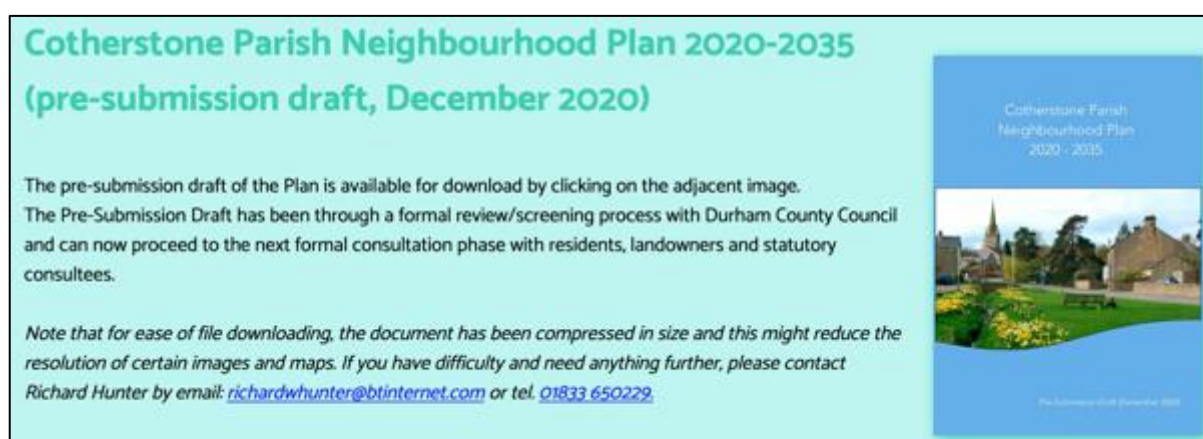 Cotherstone Parish Neighbourhood Plan 2020-2035
(pre-submission draft, December 2020)
The pre-submission draft of the Plan is available for download by clicking on the adjacent image.
The Pre-Submission Draft has been through a formal review/screening process with Durham County Council
and can now proceed to the next formal consultation phase with residents, landowners and statutory
consultees.
Note that for ease of file downloading, the document has been compressed in size and this might reduce the
resolution of certain images and maps. If you have difficulty and need anything further, please contact
Richard Hunter by email: richardwhunter@btinternet.com or tel. 01833 650229.
Cotherstone Parish
Neighbourhood Plan
2020 - 2035
Pre-Submission Draft December 2020